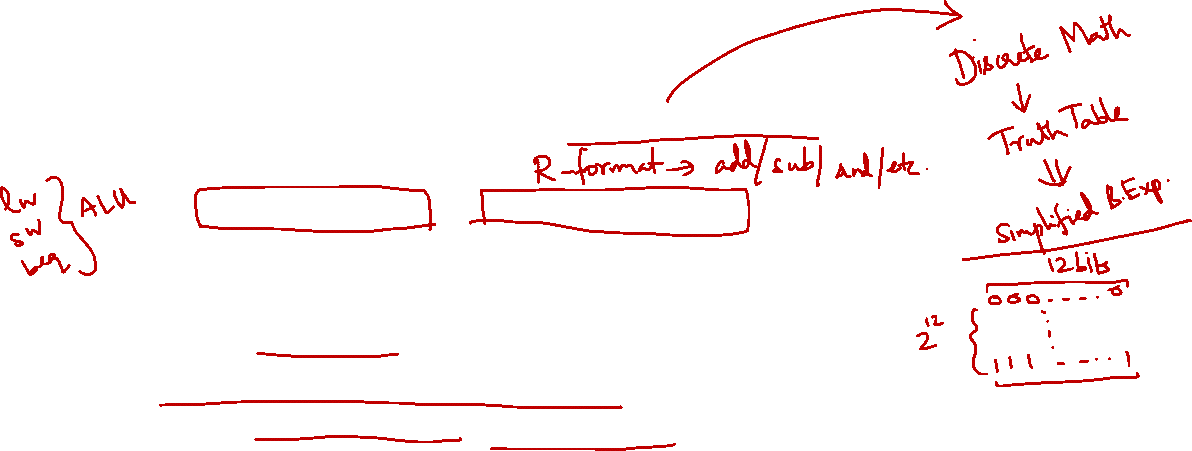 Discrete Math
↓
Truth Table
⇓
Simplified B.Exp.
R-format → add/sub/and/etc.
lw
sw
beq
} ALU
12 bits
000----0
2^12 {
111 ----1